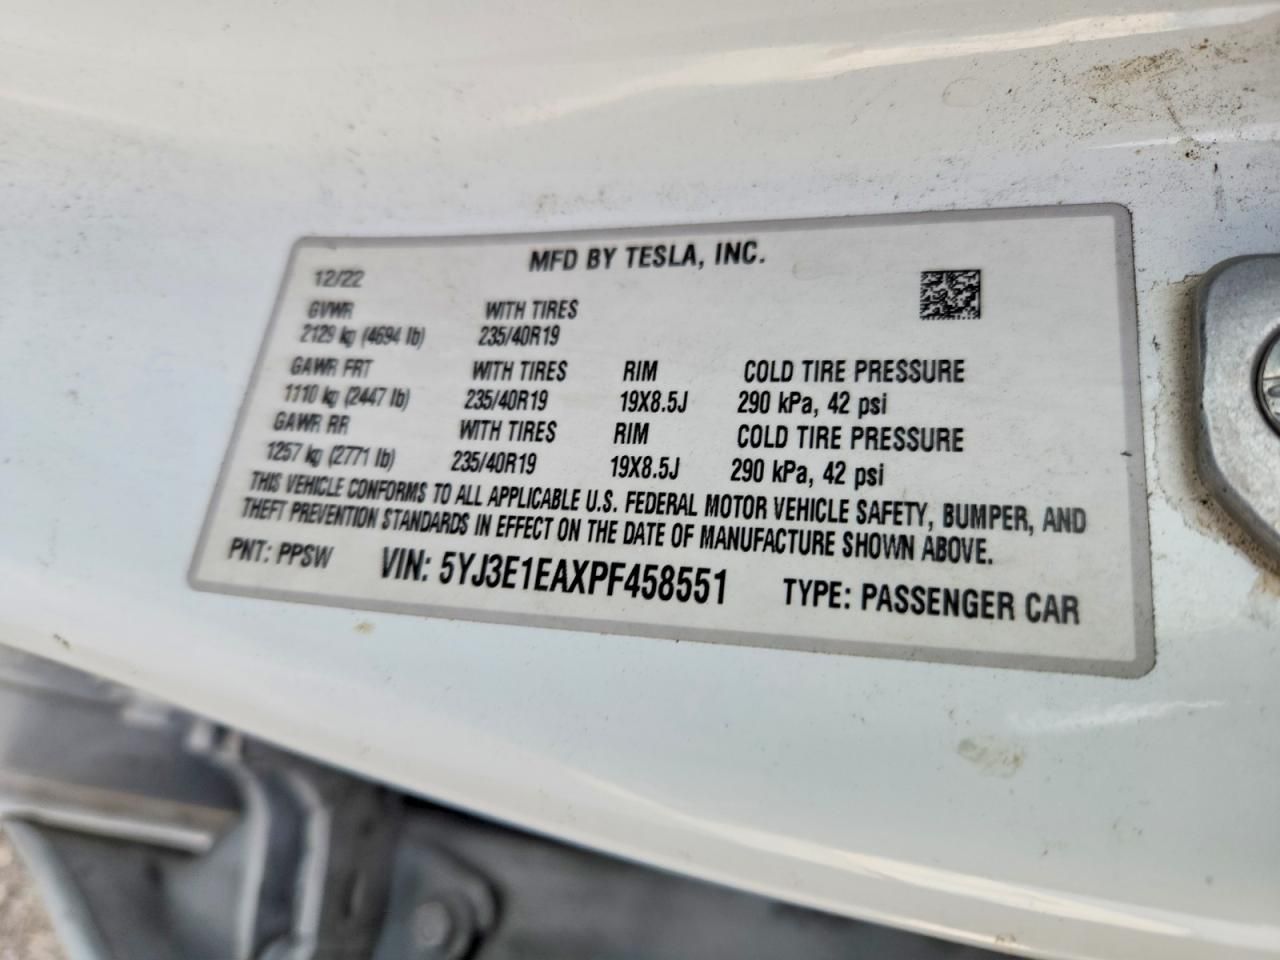 MFD BY TESLA, INC.
12/22
GVWR WITH TIRES
2129 kg (4694 lb) 235/40R19
GAWR FRT WITH TIRES RIM COLD TIRE PRESSURE
1110 kg (2447 lb) 235/40R19 19X8.5J 290 kPa, 42 psi
GAWR RR WITH TIRES RIM COLD TIRE PRESSURE
1257 kg (2771 lb) 235/40R19 19X8.5J 290 kPa, 42 psi
THIS VEHICLE CONFORMS TO ALL APPLICABLE U.S. FEDERAL MOTOR VEHICLE SAFETY, BUMPER, AND
THEFT PREVENTION STANDARDS IN EFFECT ON THE DATE OF MANUFACTURE SHOWN ABOVE.
PNT: PPSW VIN: 5YJ3E1EAXPF458551 TYPE: PASSENGER CAR